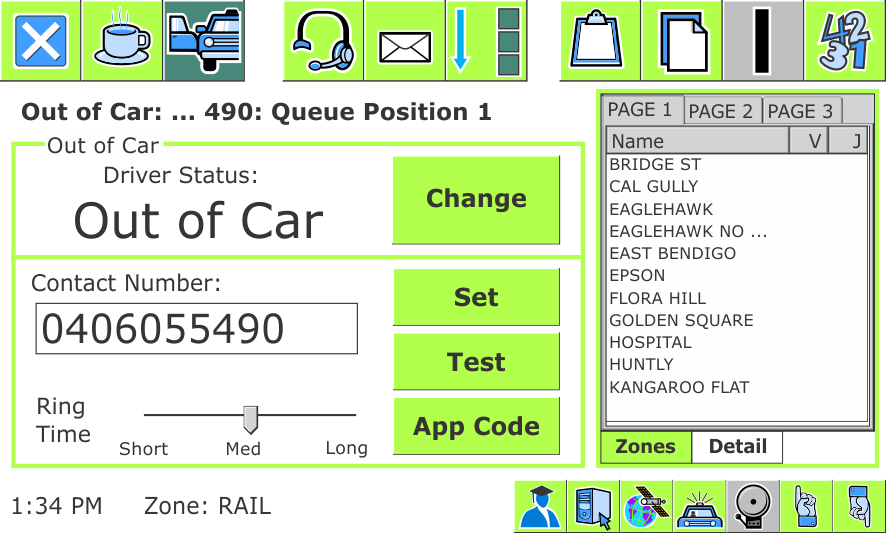 Out of Car: ... 490: Queue Position 1
Out of Car
Driver Status:
Out of Car
Change
Contact Number:
0406055490
Set
Test
App Code
Ring
Time
Short Med Long
PAGE 1 PAGE 2 PAGE 3
Name V J
BRIDGE ST
CAL GULLY
EAGLEHAWK
EAGLEHAWK NO ...
EAST BENDIGO
EPSON
FLORA HILL
GOLDEN SQUARE
HOSPITAL
HUNTLY
KANGAROO FLAT
Zones Detail
1:34 PM Zone: RAIL
4231